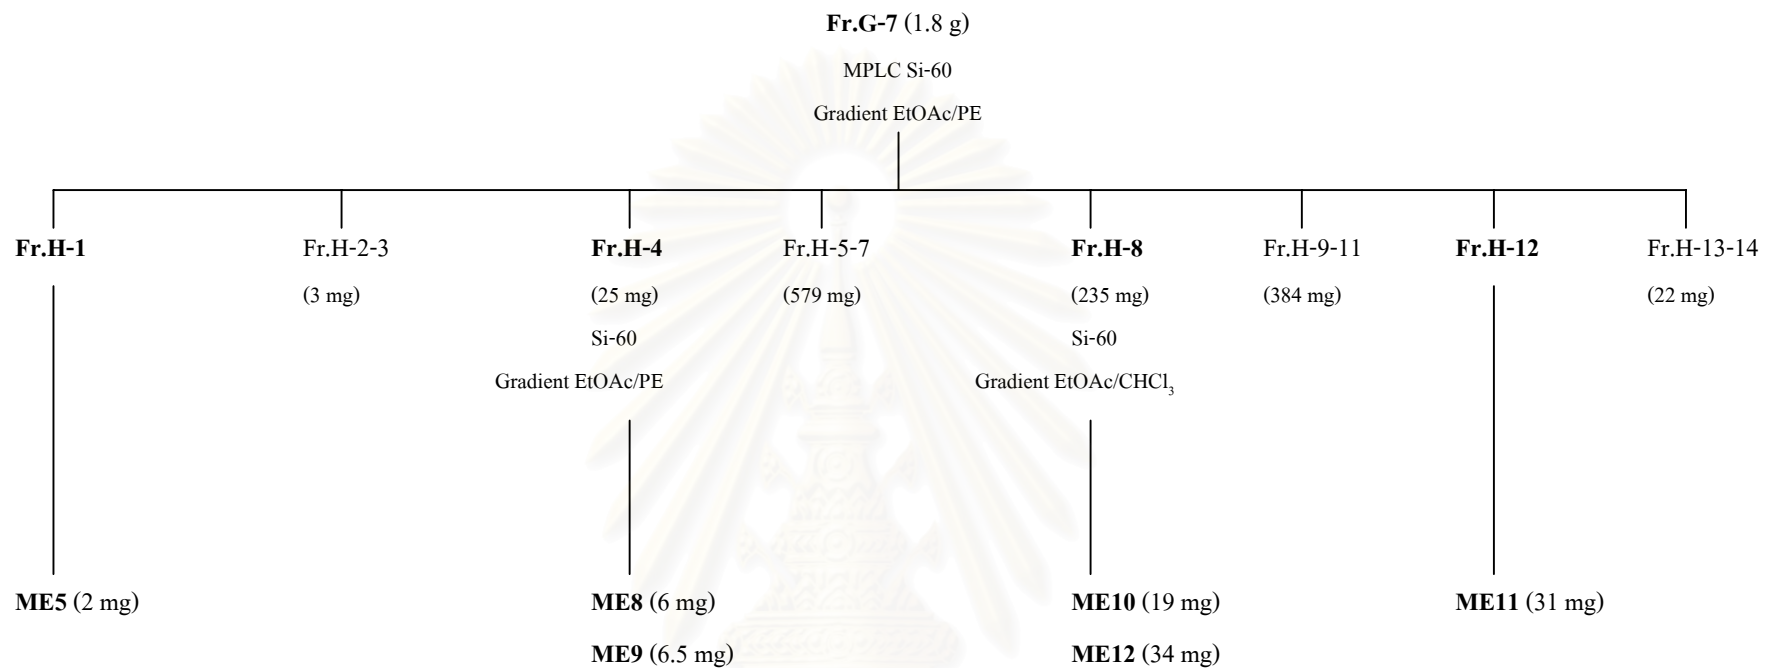 Fr.G-7 (1.8 g)
MPLC Si-60
Gradient EtOAc/PE
Fr.H-1 Fr.H-2-3 Fr.H-4 Fr.H-5-7 Fr.H-8 Fr.H-9-11 Fr.H-12 Fr.H-13-14
(3 mg) (25 mg) (579 mg) (235 mg) (384 mg) (22 mg)
Si-60 Si-60
Gradient EtOAc/PE Gradient EtOAc/CHCl₃
ME5 (2 mg) ME8 (6 mg) ME10 (19 mg) ME11 (31 mg)
ME9 (6.5 mg) ME12 (34 mg)